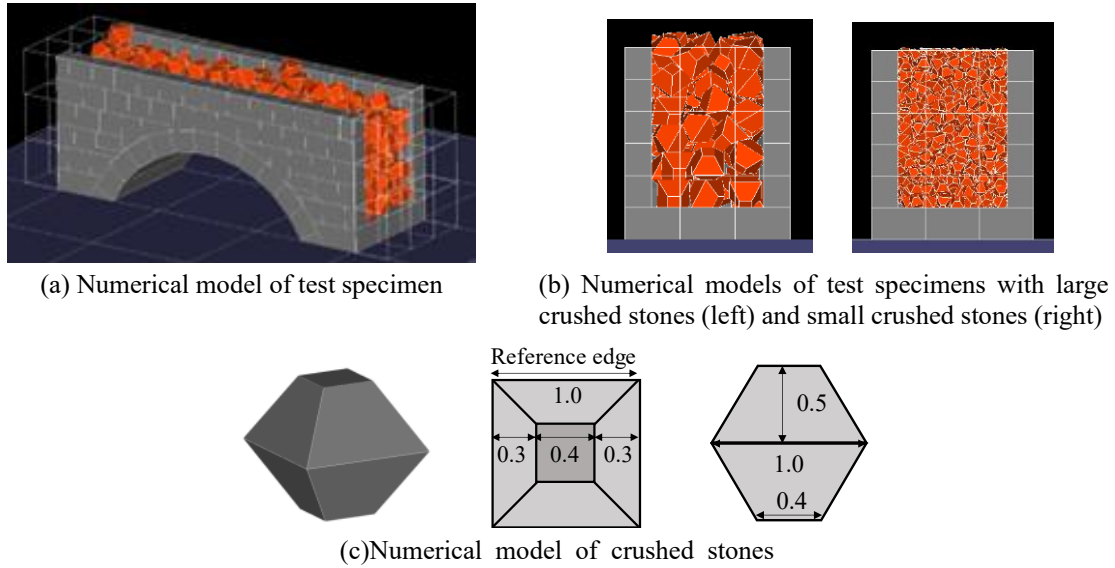 (a) Numerical model of test specimen
(b) Numerical models of test specimens with large
crushed stones (left) and small crushed stones (right)
Reference edge
1.0
0.3
0.4
0.3
0.5
1.0
0.4
(c)Numerical model of crushed stones